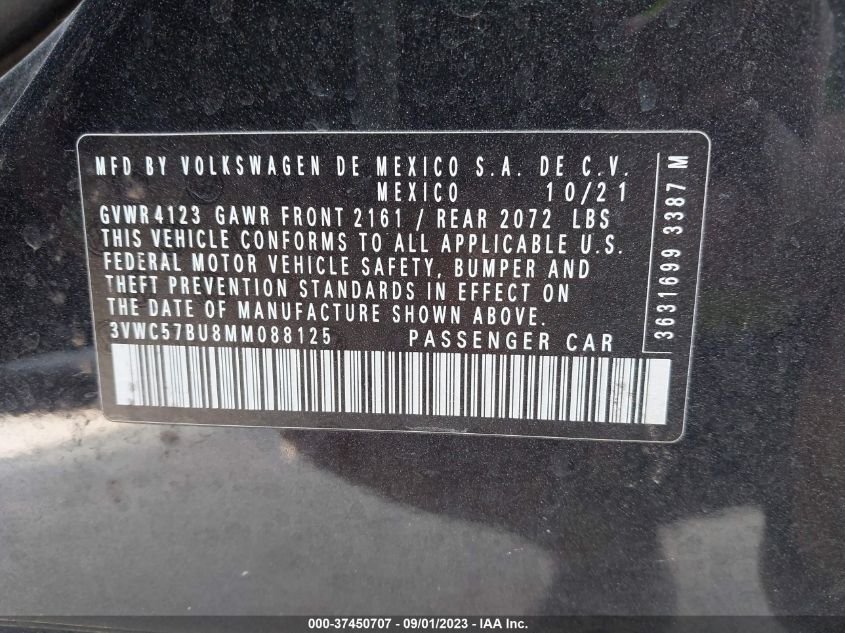 MFD BY VOLKSWAGEN DE MEXICO S.A. DE C.V.
MEXICO 10/21
GVWR 4123 GAWR FRONT 2161 / REAR 2072 LBS
THIS VEHICLE CONFORMS TO ALL APPLICABLE U.S.
FEDERAL MOTOR VEHICLE SAFETY, BUMPER AND
THEFT PREVENTION STANDARDS IN EFFECT ON
THE DATE OF MANUFACTURE SHOWN ABOVE.
3VWC57BU8MM088125 PASSENGER CAR
3631699 3387 M
000-37450707 - 09/01/2023 - IAA Inc.